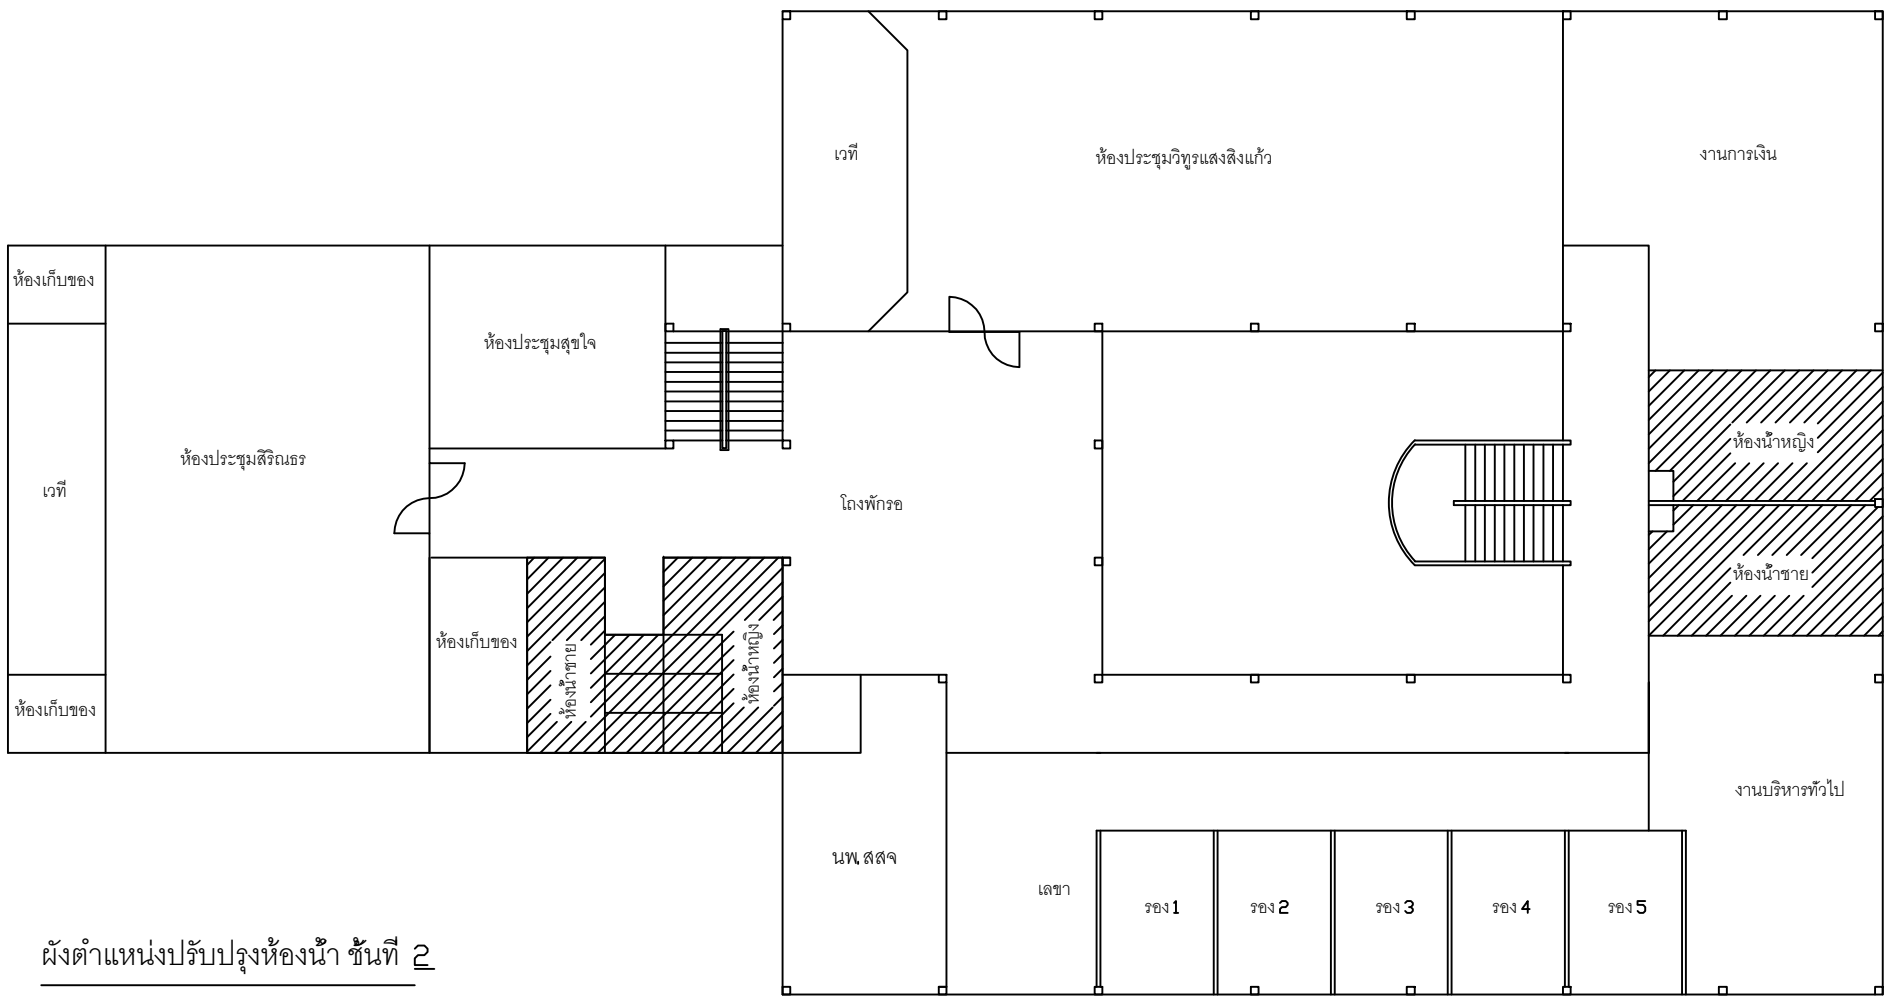 เวที
ห้องประชุมวิทูรแสงสิงแก้ว
งานการเงิน
ห้องเก็บของ
ห้องประชุมสุขใจ
ห้องประชุมสิริณธร
เวที
โถงพักรอ
ห้องน้ำหญิง
ห้องน้ำชาย
ห้องเก็บของ
ห้องน้ำชาย
ห้องน้ำหญิง
ห้องเก็บของ
งานบริหารทั่วไป
นพ.สสจ
เลขา
รอง 1
รอง 2
รอง 3
รอง 4
รอง 5
ผังตำแหน่งปรับปรุงห้องน้ำ ชั้นที่ 2